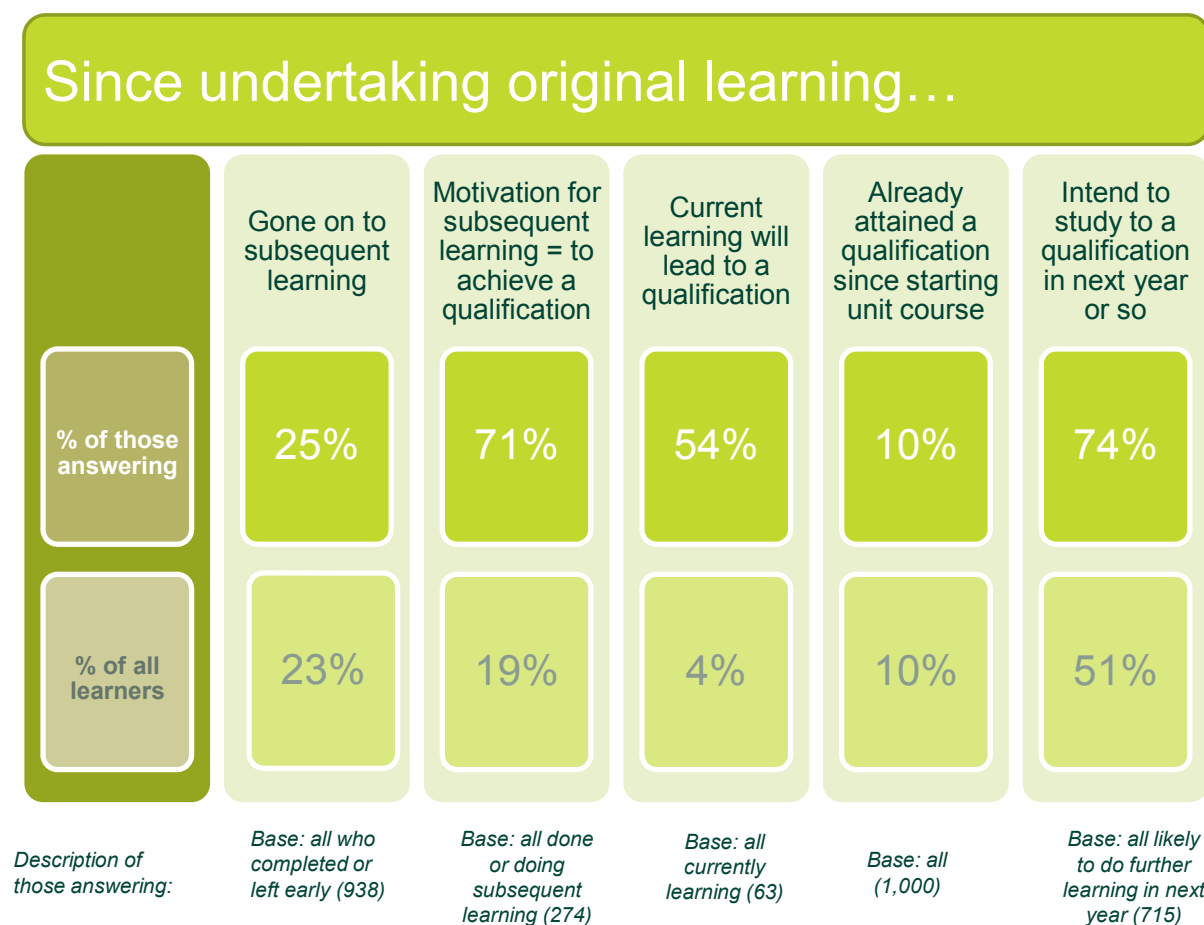 Since undertaking original learning…
Gone on to
subsequent
learning
Motivation for
subsequent
learning = to
achieve a
qualification
Current
learning will
lead to a
qualification
Already
attained a
qualification
since starting
unit course
Intend to
study to a
qualification
in next year
or so
% of those
answering
25%
71%
54%
10%
74%
% of all
learners
23%
19%
4%
10%
51%
Description of
those answering:
Base: all who
completed or
left early (938)
Base: all done
or doing
subsequent
learning (274)
Base: all
currently
learning (63)
Base: all
(1,000)
Base: all likely
to do further
learning in next
year (715)